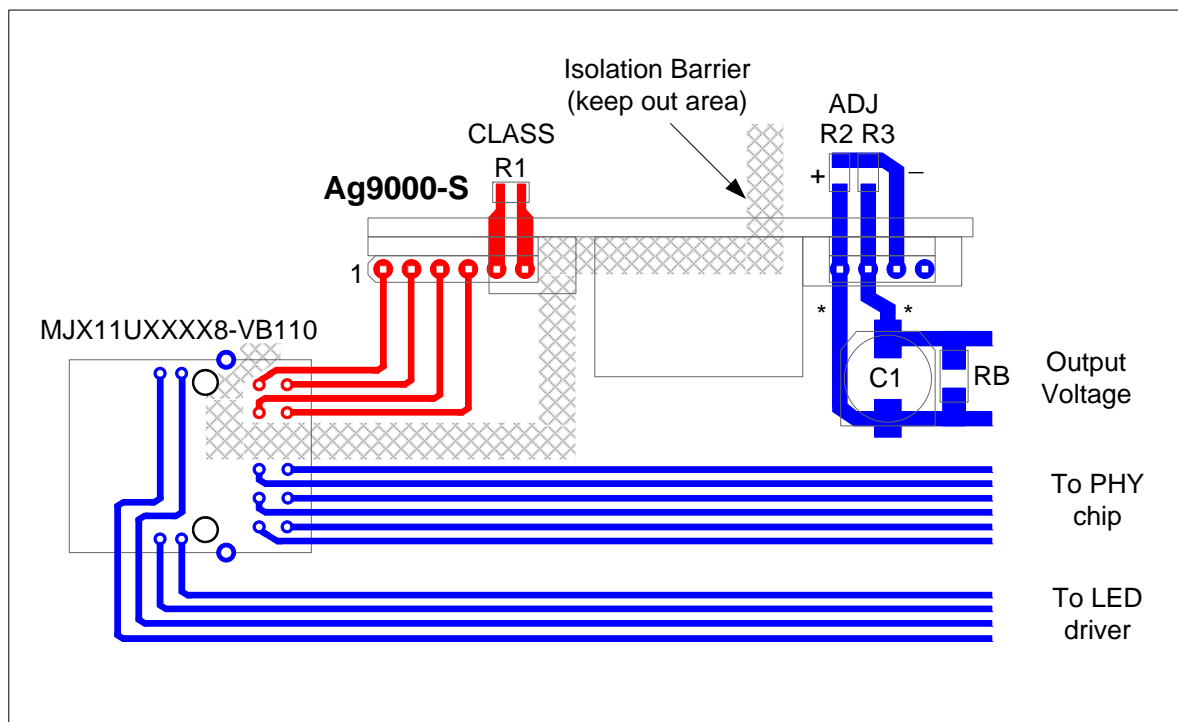 Isolation Barrier
(keep out area)
ADJ
R2 R3
+
–
CLASS
R1
Ag9000-S
1
MJX11UXXXX8-VB110
*
*
C1
RB
Output
Voltage
To PHY
chip
To LED
driver